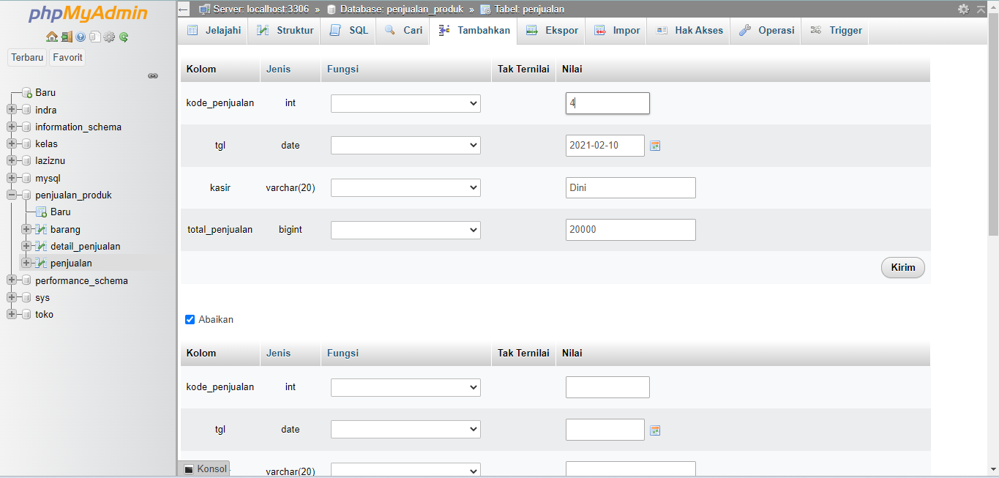 phpMyAdmin
Terbaru Favorit
Baru
indra
information_schema
kelas
laziznu
mysql
penjualan_produk
Baru
barang
detail_penjualan
penjualan
performance_schema
sys
toko
Server: localhost:3306 » Database: penjualan_produk » Tabel: penjualan
Jelajahi Struktur SQL Cari Tambahkan Ekspor Impor Hak Akses Operasi Trigger
Kolom Jenis Fungsi Tak Ternilai Nilai
kode_penjualan int 4
tgl date 2021-02-10
kasir varchar(20) Dini
total_penjualan bigint 20000
Kirim
Abaikan
Kolom Jenis Fungsi Tak Ternilai Nilai
kode_penjualan int
tgl date
varchar(20)
Konsol